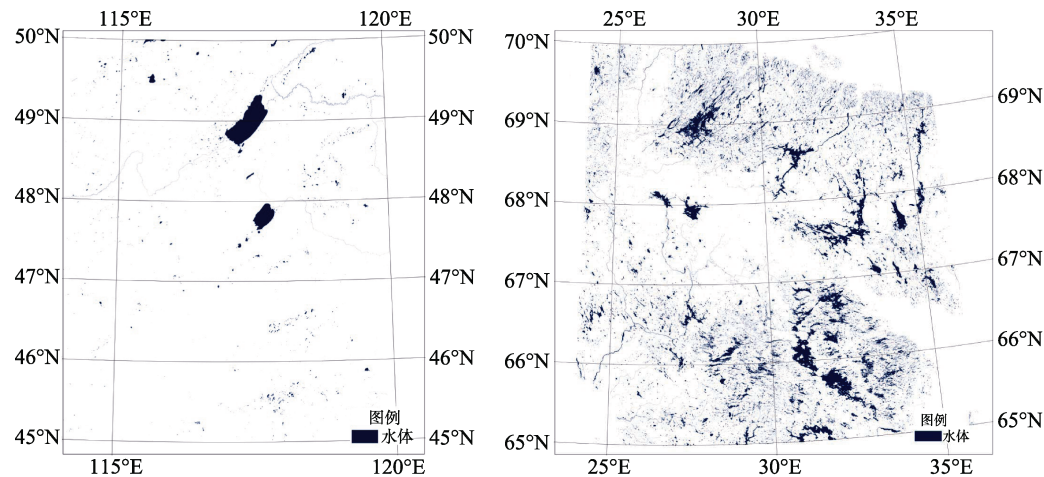 115°E 120°E
50°N 50°N
49°N 49°N
48°N 48°N
47°N 47°N
46°N 46°N
图例
水体
45°N 45°N
115°E 120°E
25°E 30°E 35°E
70°N
69°N 69°N
68°N 68°N
67°N 67°N
66°N 66°N
图例
水体
65°N 65°N
25°E 30°E 35°E